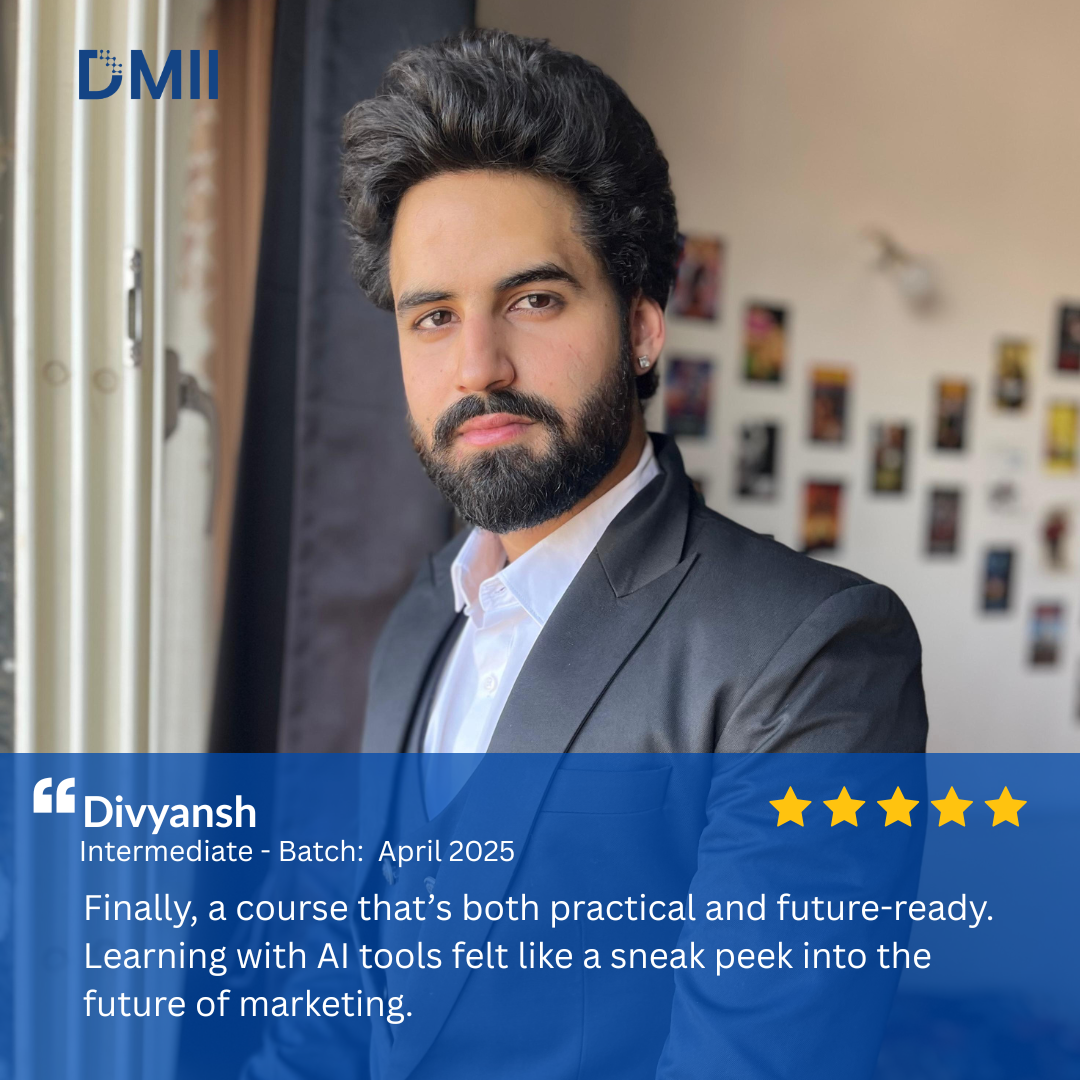 DMII
Divyansh
Intermediate - Batch: April 2025
Finally, a course that’s both practical and future-ready.
Learning with AI tools felt like a sneak peek into the
future of marketing.